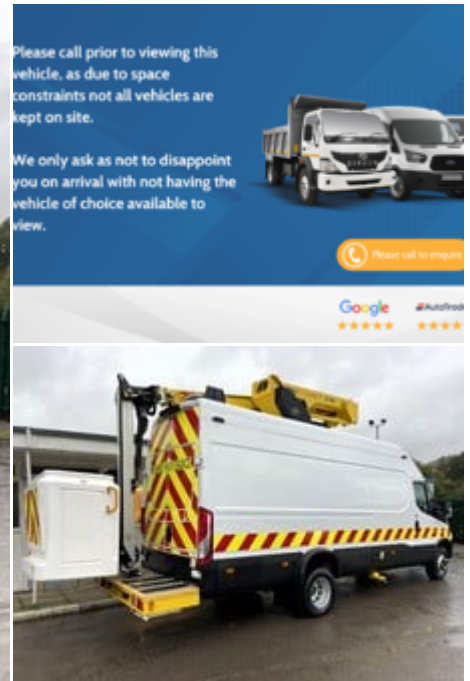 Please call prior to viewing this
vehicle, as due to space
constraints not all vehicles are
kept on site.
We only ask as not to disappoint
you on arrival with not having the
vehicle of choice available to
view.
Please call to enquire
Google